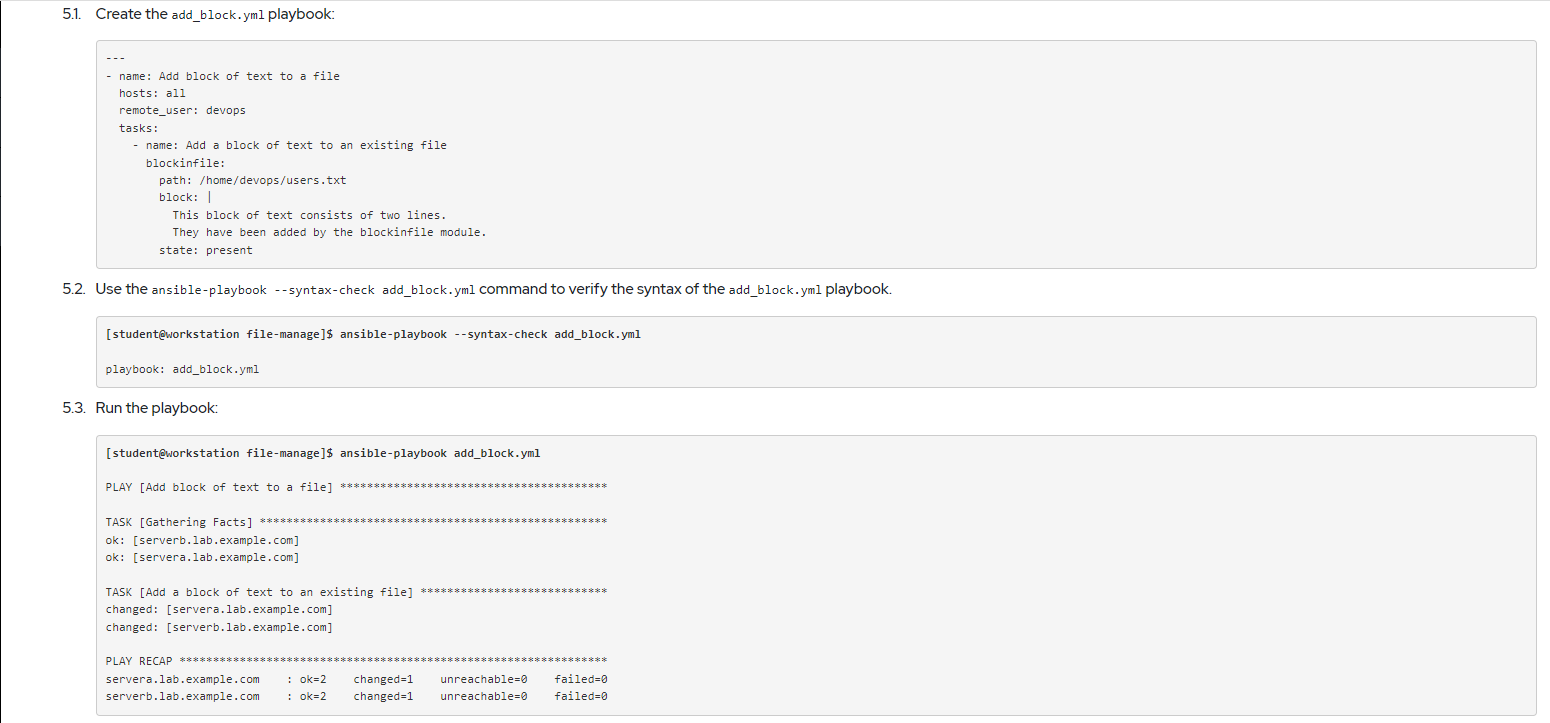 5.1. Create the add_block.yml playbook:
---
- name: Add block of text to a file
  hosts: all
  remote_user: devops
  tasks:
    - name: Add a block of text to an existing file
      blockinfile:
        path: /home/devops/users.txt
        block: |
          This block of text consists of two lines.
          They have been added by the blockinfile module.
        state: present
5.2. Use the ansible-playbook --syntax-check add_block.yml command to verify the syntax of the add_block.yml playbook.
[student@workstation file-manage]$ ansible-playbook --syntax-check add_block.yml
playbook: add_block.yml
5.3. Run the playbook:
[student@workstation file-manage]$ ansible-playbook add_block.yml
PLAY [Add block of text to a file] ****************************************
TASK [Gathering Facts] ****************************************************
ok: [serverb.lab.example.com]
ok: [servera.lab.example.com]
TASK [Add a block of text to an existing file] ****************************
changed: [servera.lab.example.com]
changed: [serverb.lab.example.com]
PLAY RECAP ****************************************************************
servera.lab.example.com    : ok=2    changed=1    unreachable=0    failed=0
serverb.lab.example.com    : ok=2    changed=1    unreachable=0    failed=0